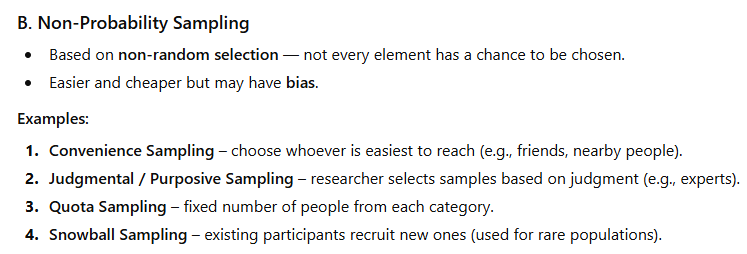 B. Non-Probability Sampling
• Based on non-random selection — not every element has a chance to be chosen.
• Easier and cheaper but may have bias.
Examples:
1. Convenience Sampling – choose whoever is easiest to reach (e.g., friends, nearby people).
2. Judgmental / Purposive Sampling – researcher selects samples based on judgment (e.g., experts).
3. Quota Sampling – fixed number of people from each category.
4. Snowball Sampling – existing participants recruit new ones (used for rare populations).